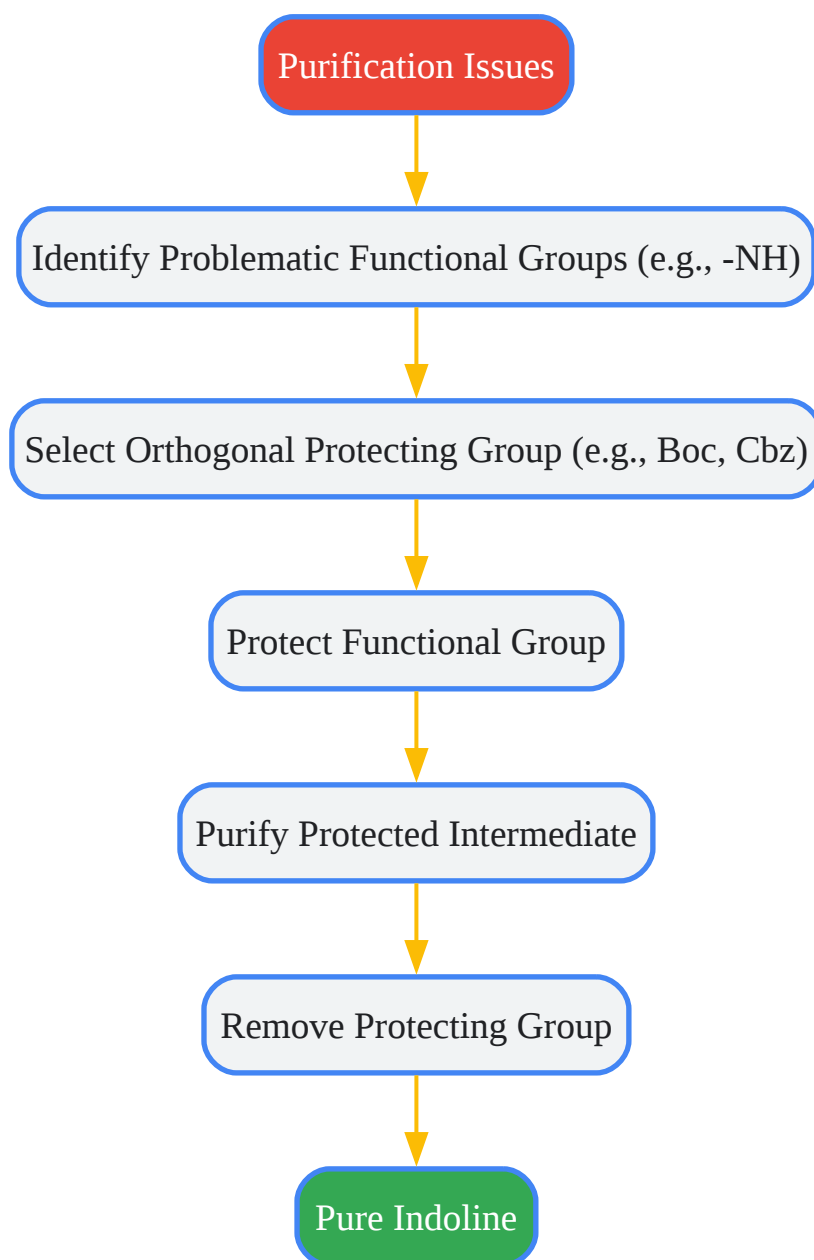 Purification Issues
Identify Problematic Functional Groups (e.g., -NH)
Select Orthogonal Protecting Group (e.g., Boc, Cbz)
Protect Functional Group
Purify Protected Intermediate
Remove Protecting Group
Pure Indoline